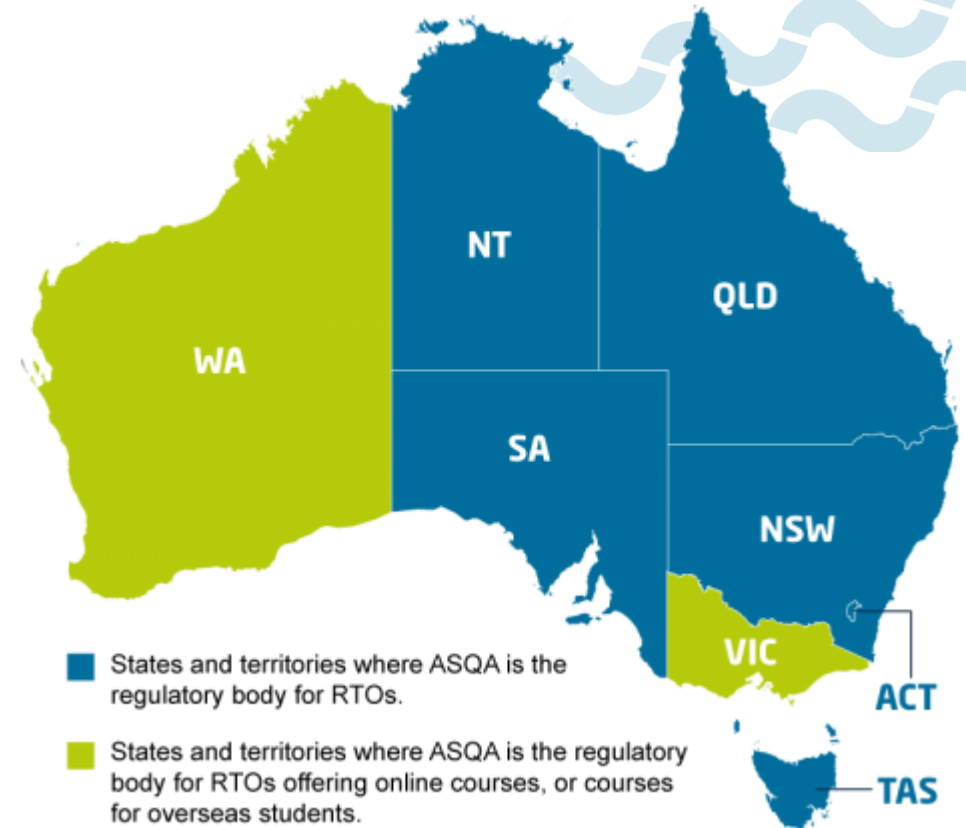 NT
QLD
WA
SA
NSW
VIC
ACT
TAS
States and territories where ASQA is the
regulatory body for RTOs.
States and territories where ASQA is the regulatory
body for RTOs offering online courses, or courses
for overseas students.